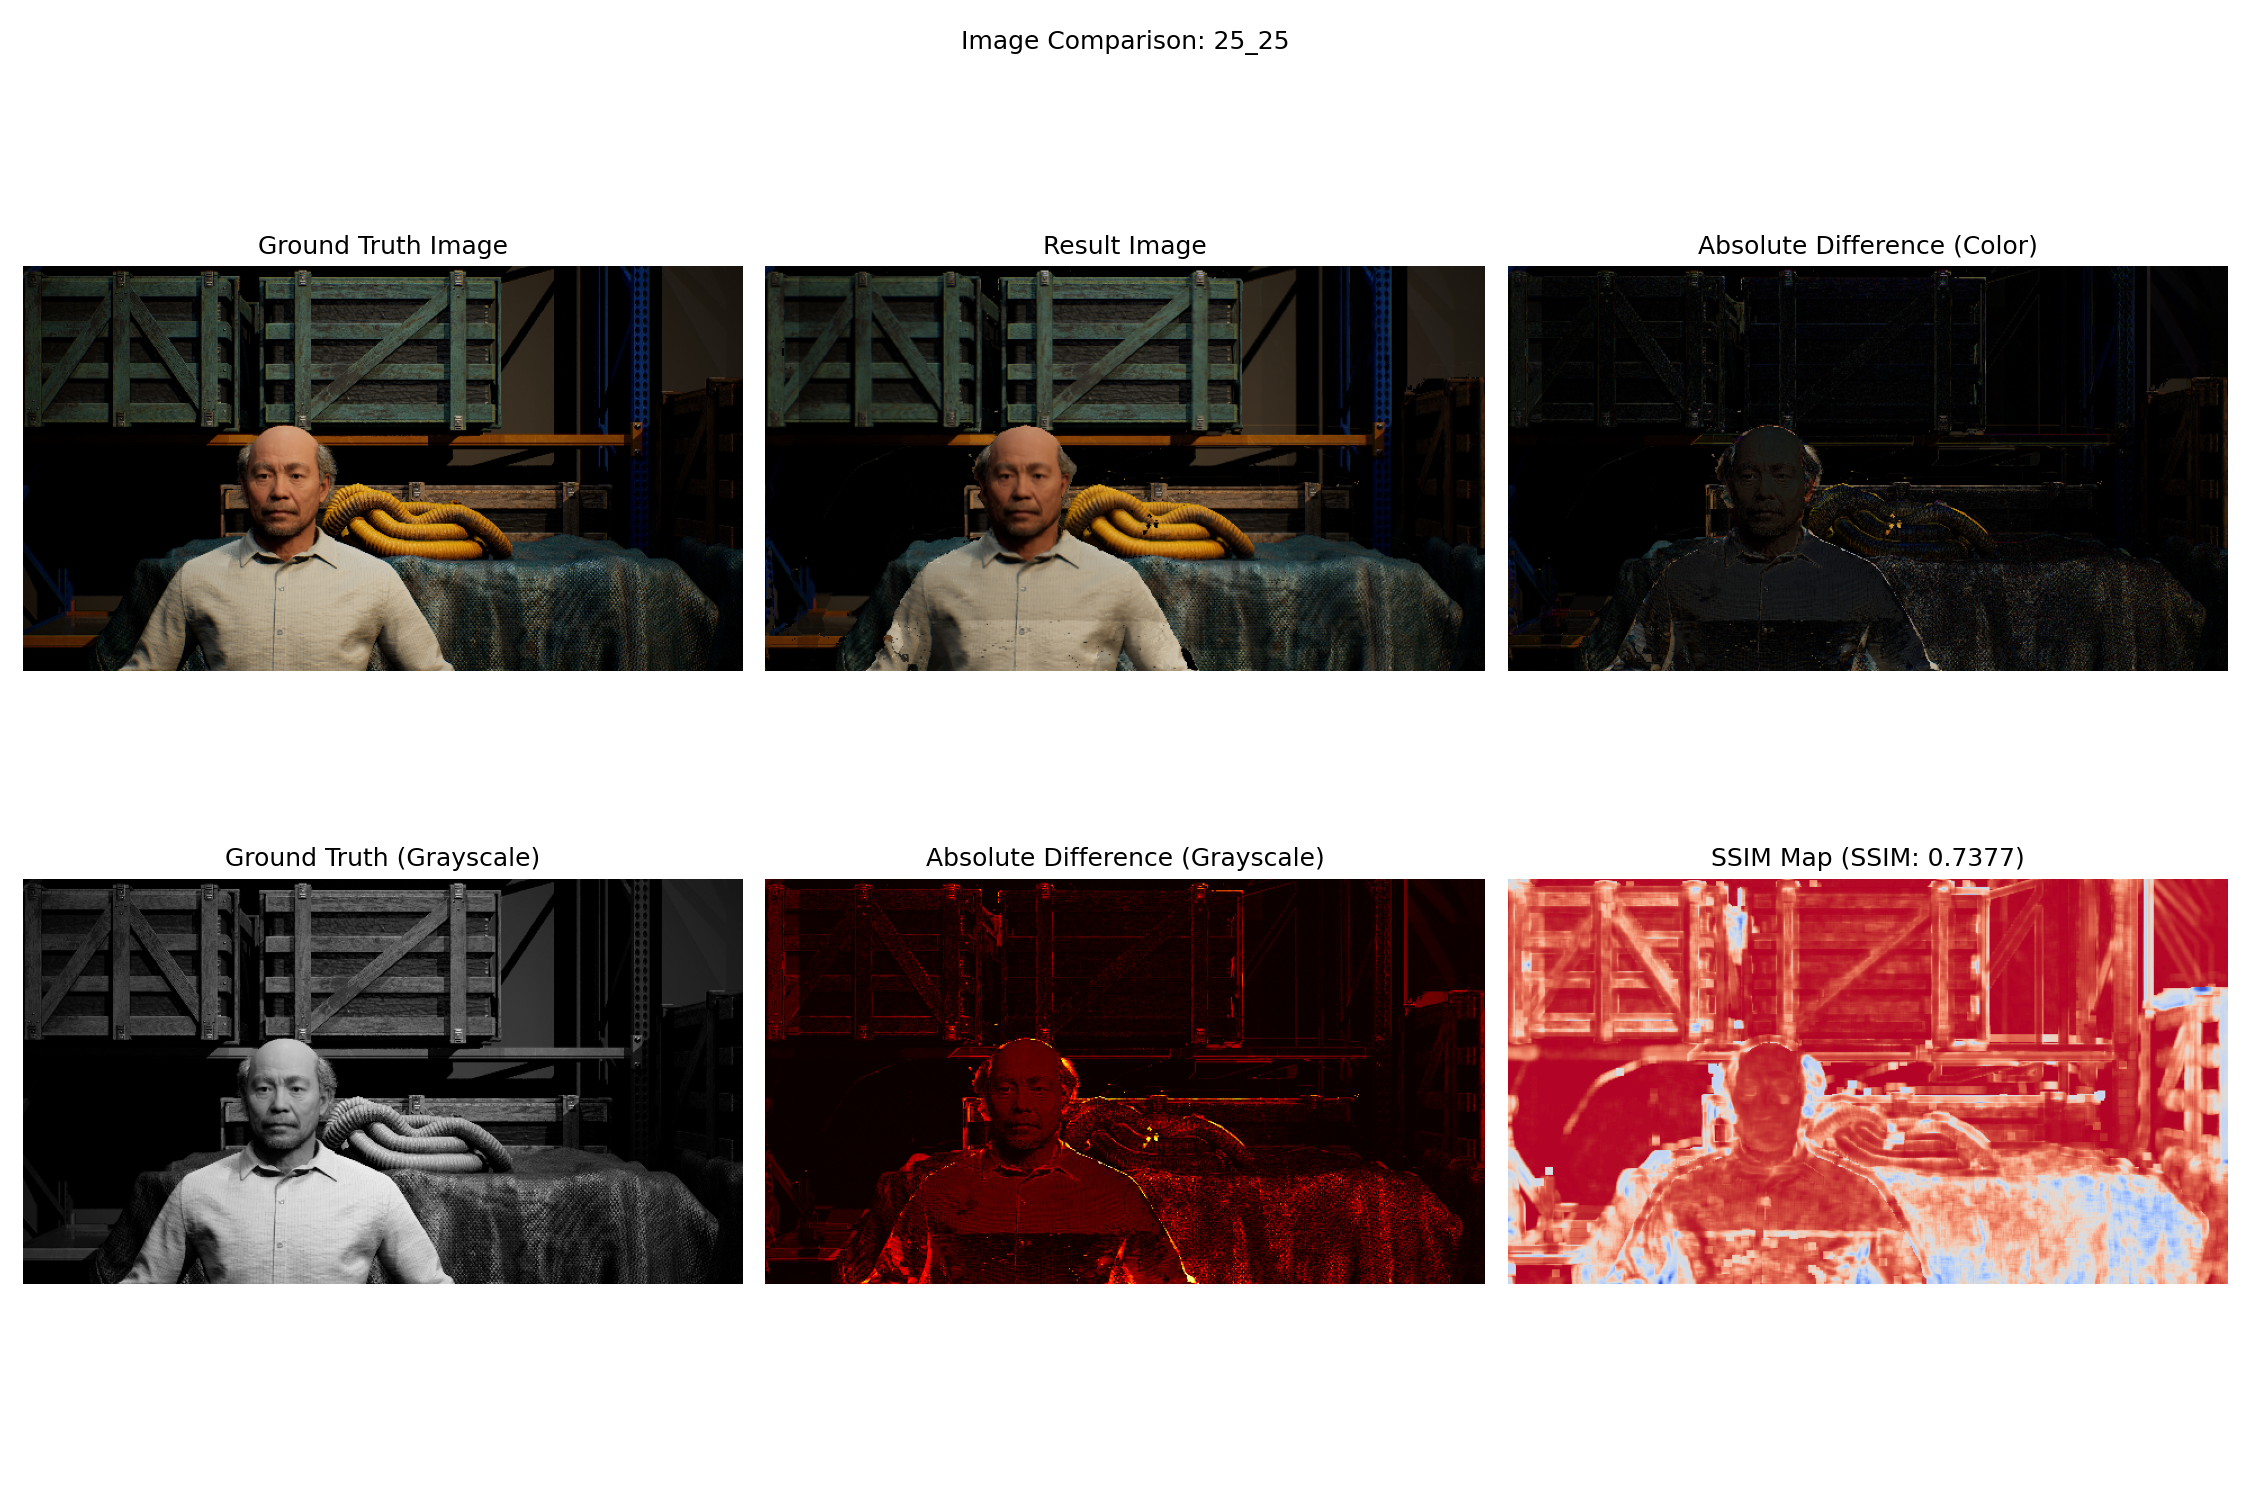 Image Comparison: 25_25
Ground Truth Image
Result Image
Absolute Difference (Color)
Ground Truth (Grayscale)
Absolute Difference (Grayscale)
SSIM Map (SSIM: 0.7377)